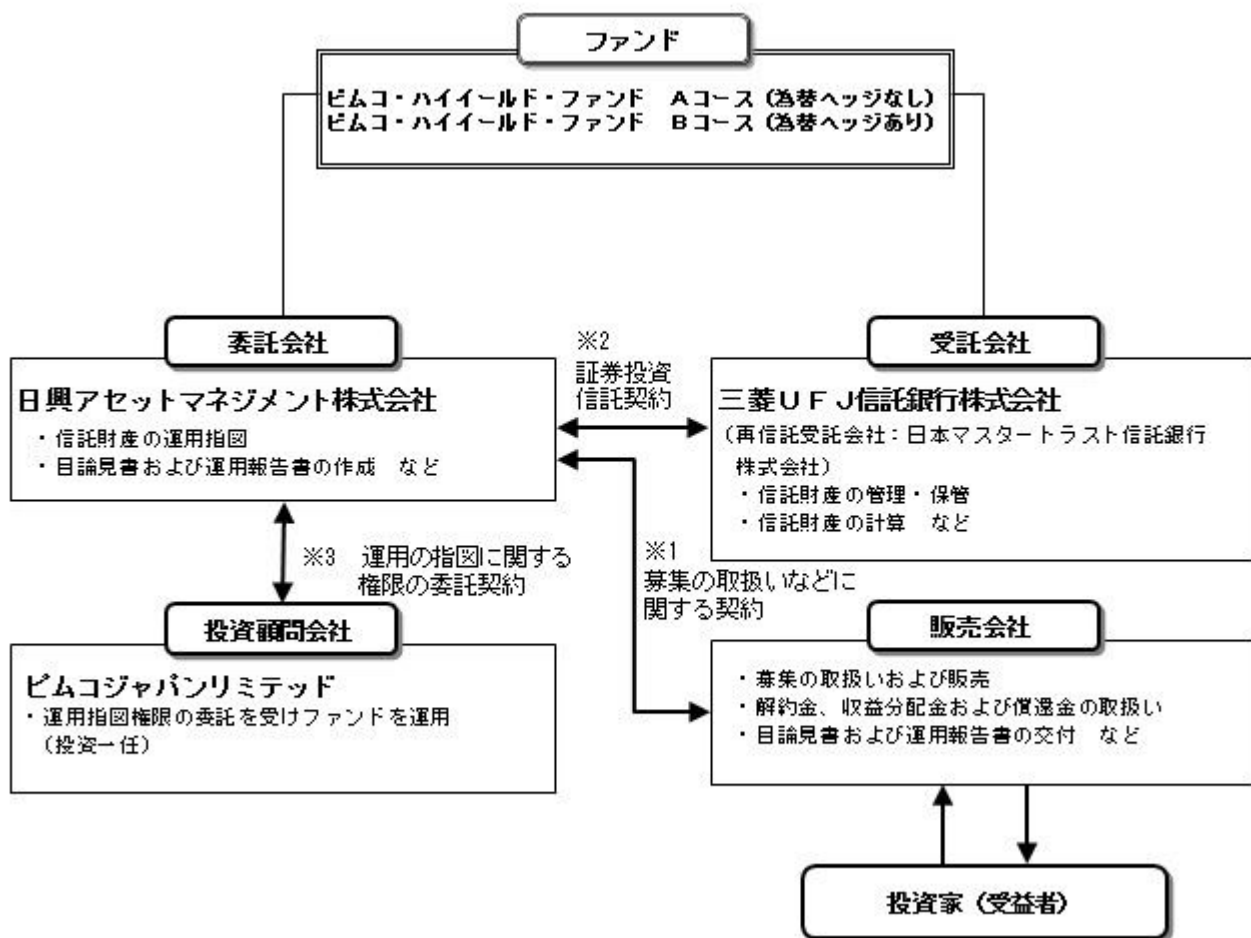 ファンド
ピムコ・ハイイールド・ファンド　Aコース（為替ヘッジなし）
ピムコ・ハイイールド・ファンド　Bコース（為替ヘッジあり）
委託会社
日興アセットマネジメント株式会社
・信託財産の運用指図
・目論見書および運用報告書の作成　など
※2
証券投資
信託契約
受託会社
三菱UFJ信託銀行株式会社
（再信託受託会社：日本マスタートラスト信託銀行
株式会社）
・信託財産の管理・保管
・信託財産の計算　など
※3　運用の指図に関する
権限の委託契約
※1
募集の取扱いなどに
関する契約
投資顧問会社
ピムコジャパンリミテッド
・運用指図権限の委託を受けファンドを運用
（投資一任）
販売会社
・募集の取扱いおよび販売
・解約金、収益分配金および償還金の取扱い
・目論見書および運用報告書の交付　など
投資家（受益者）